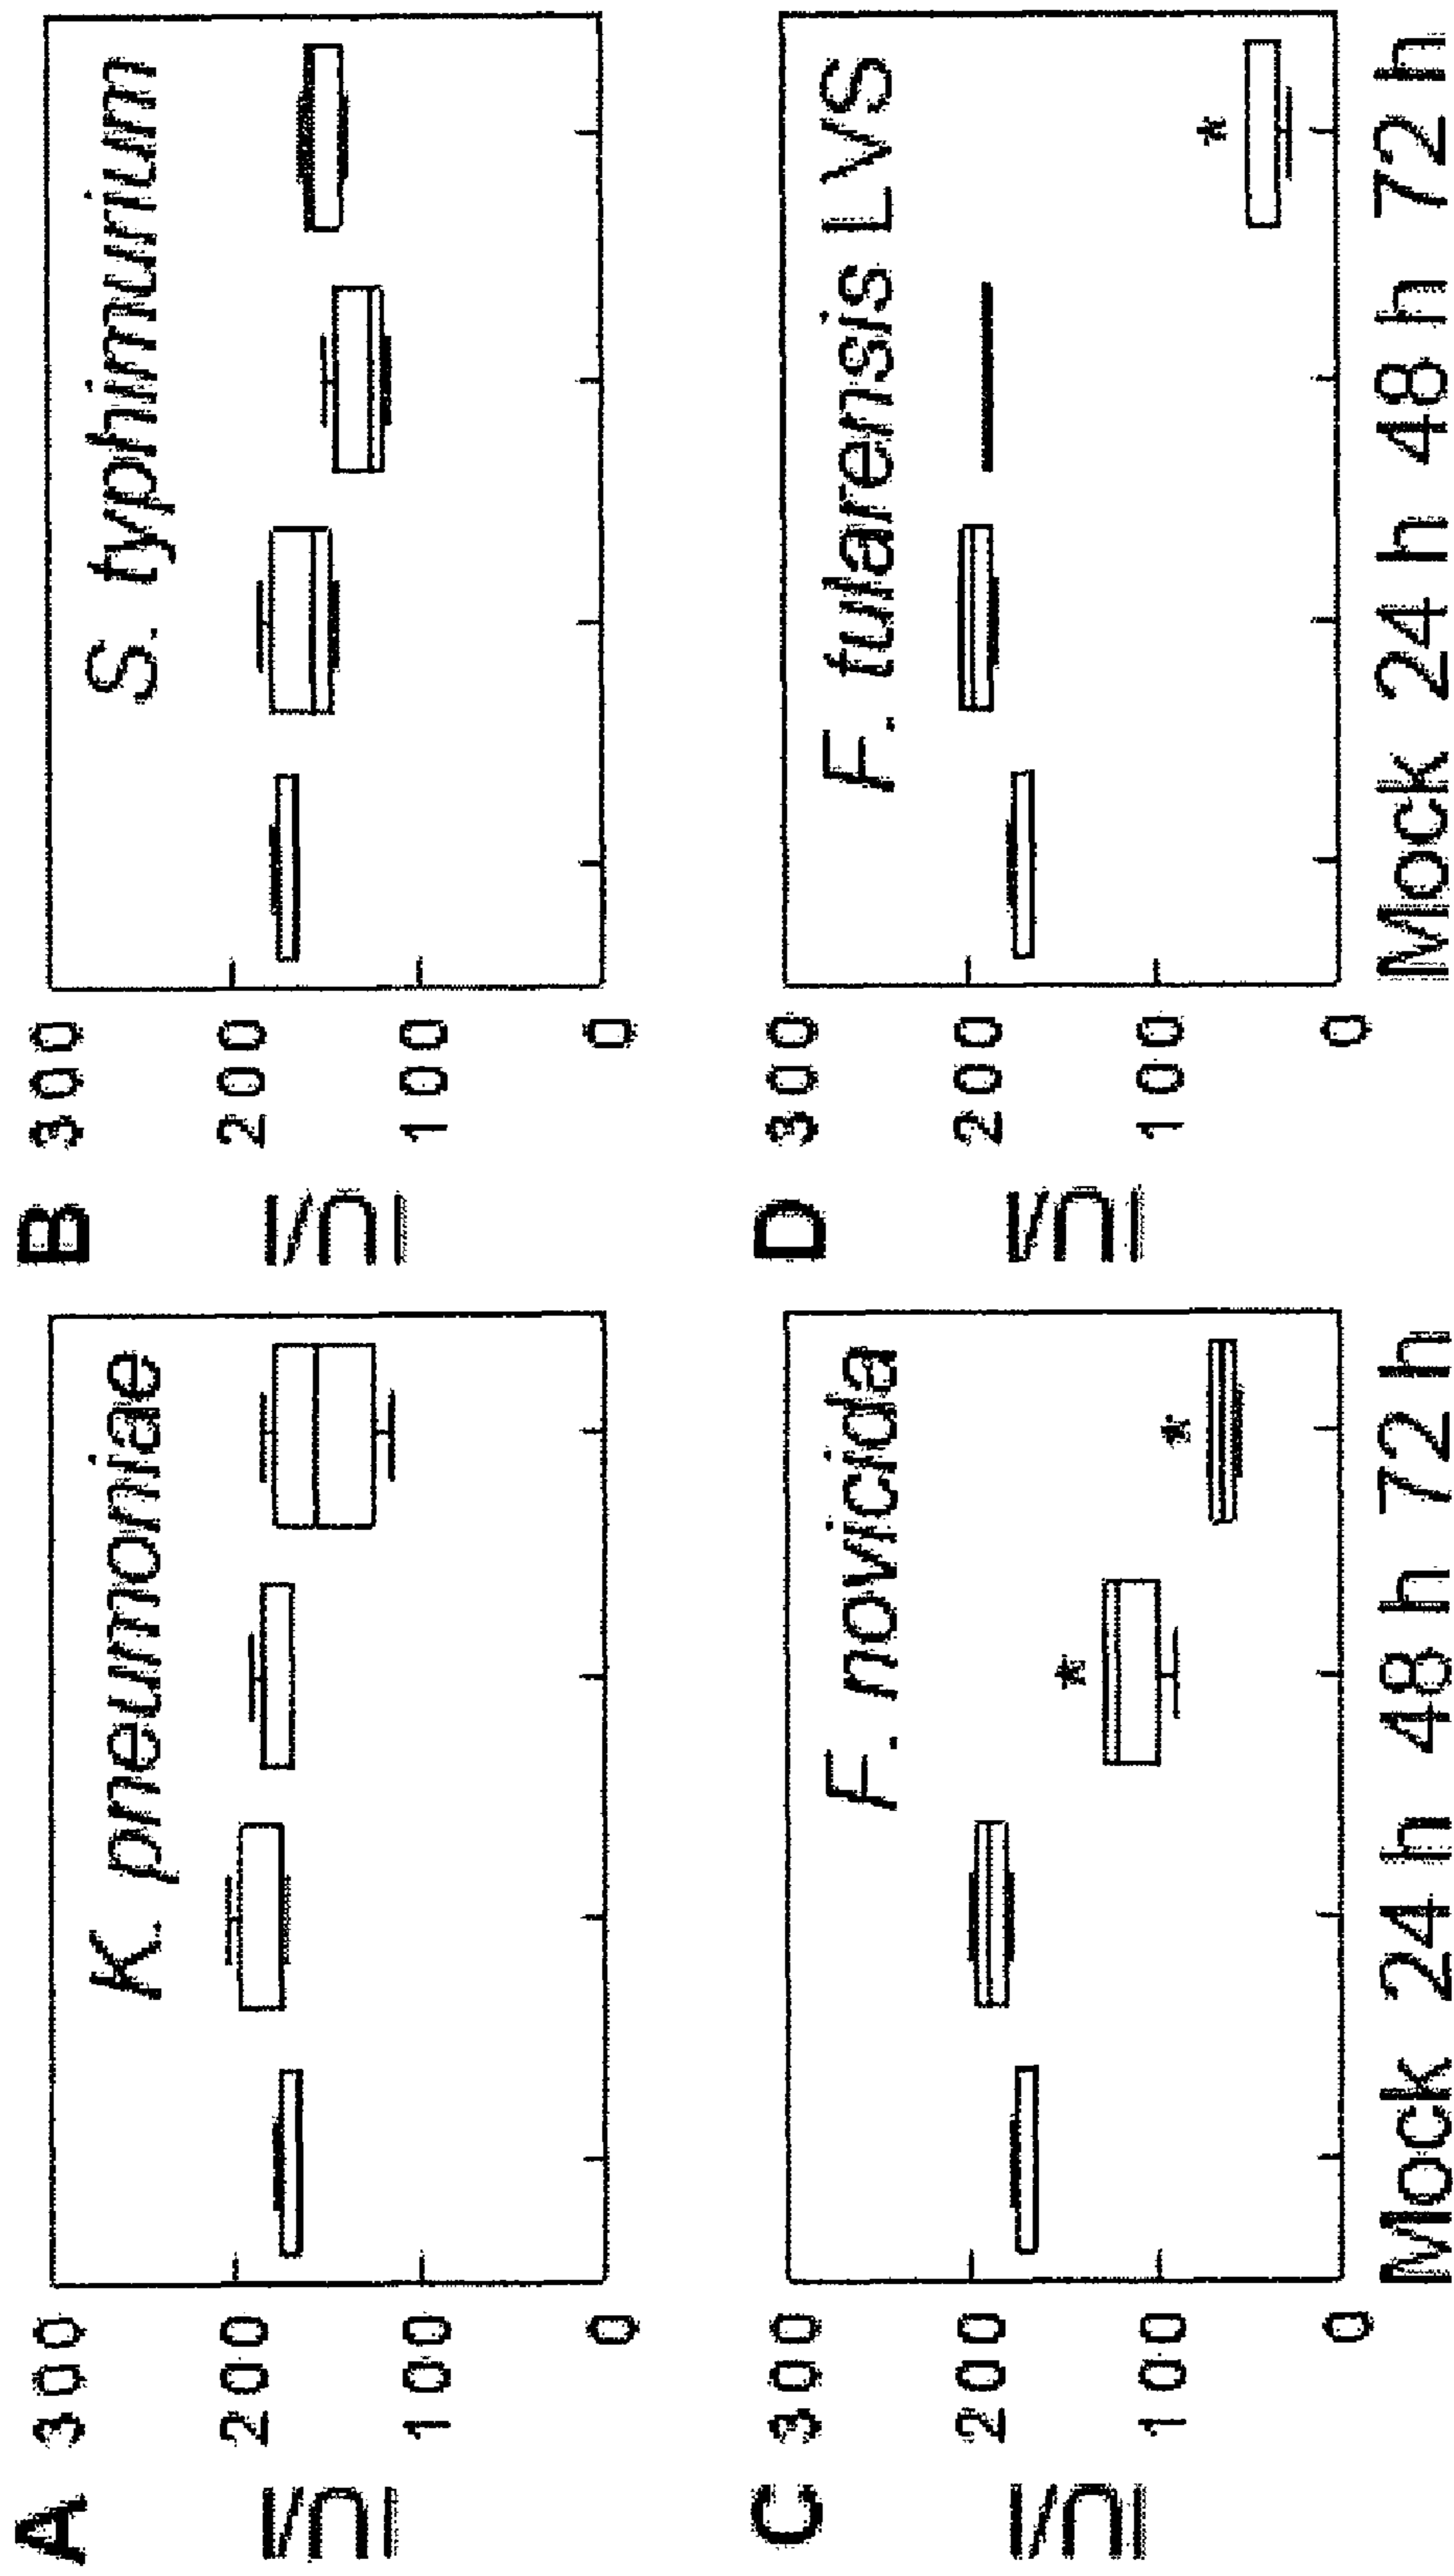 A
K. pneumoniae
300
200
100
0
IU/l
B
S. typhimurium
300
200
100
0
IU/l
C
F. novicida
300
200
100
0
IU/l
*
*
Mock 24 h 48 h 72 h
D
F. tularensis LVS
300
200
100
0
IU/l
*
Mock 24 h 48 h 72 h